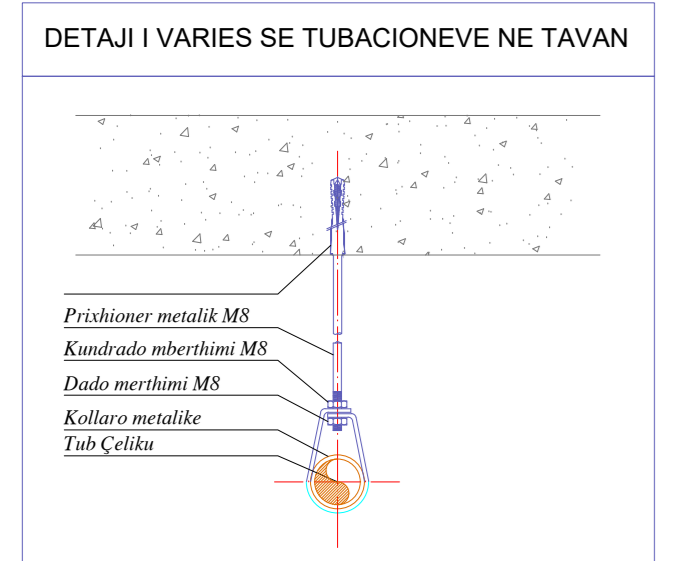 DETAJI I VARIES SE TUBACIONEVE NE TAVAN
Prixhioner metalik M8
Kundrado mberthimi M8
Dado merthimi M8
Kollaro metalike
Tub Çeliku